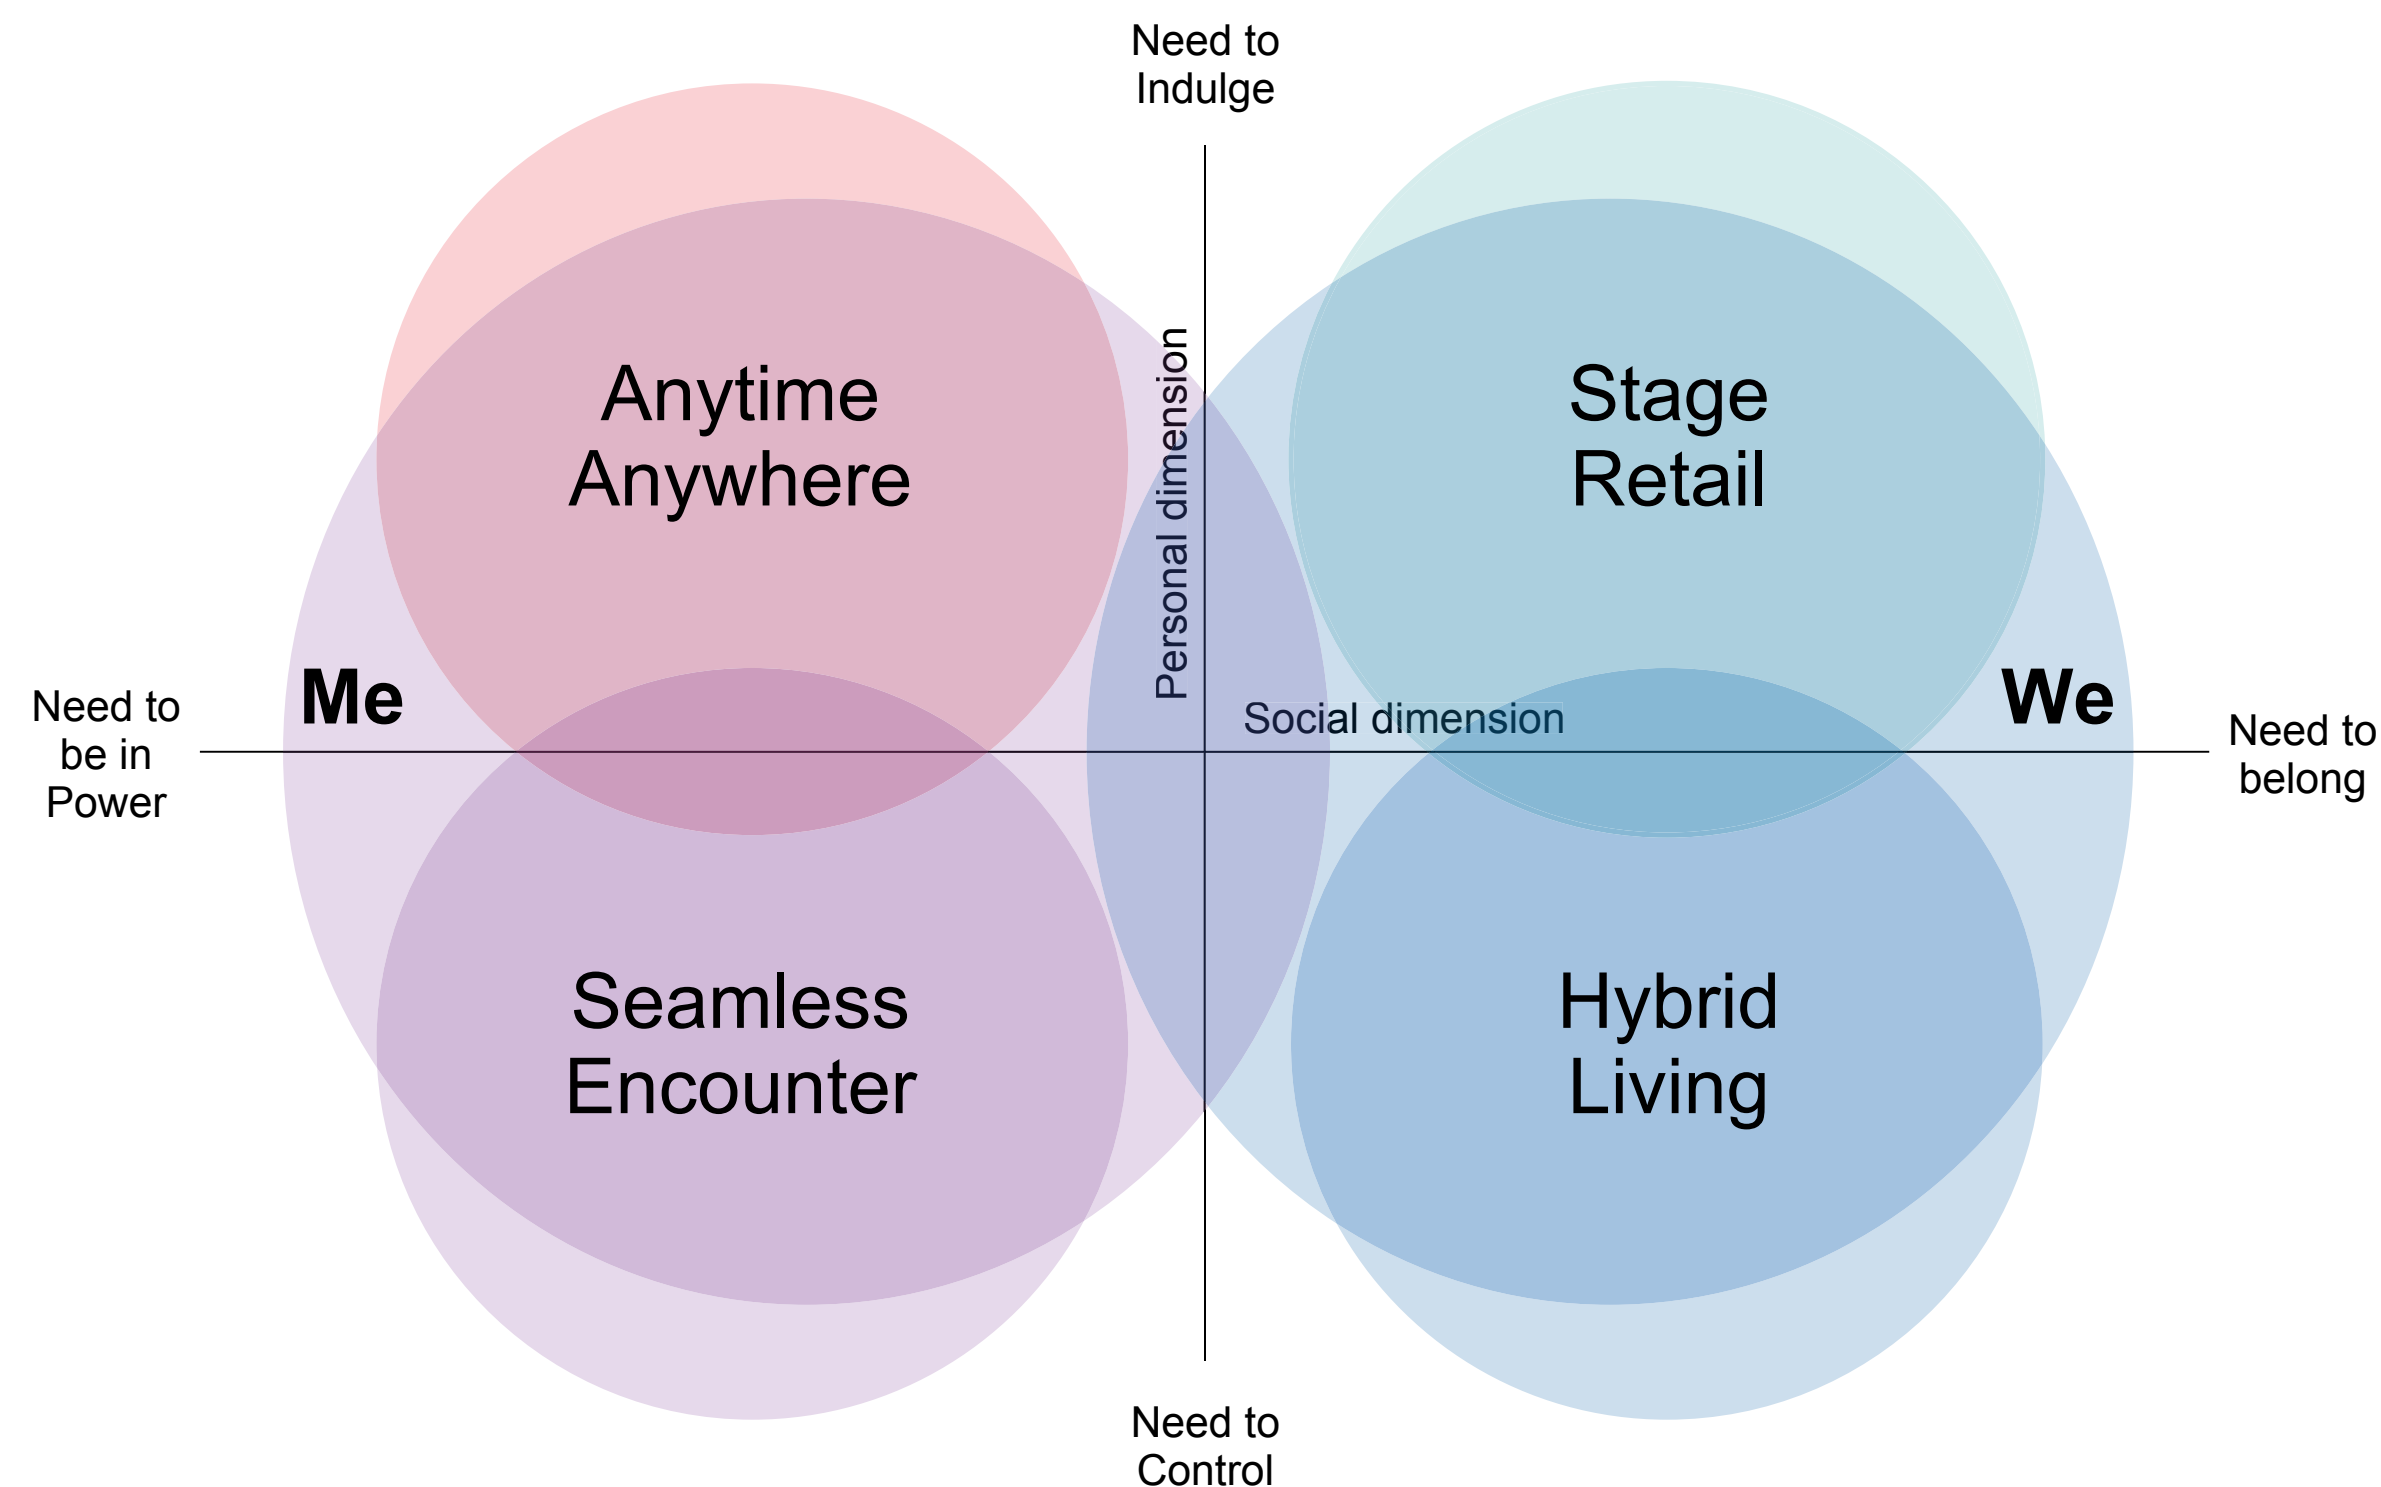 Need to
Indulge
Anytime
Anywhere
Stage
Retail
Personal dimension
Me
We
Need to
be in
Power
Social dimension
Need to
belong
Seamless
Encounter
Hybrid
Living
Need to
Control